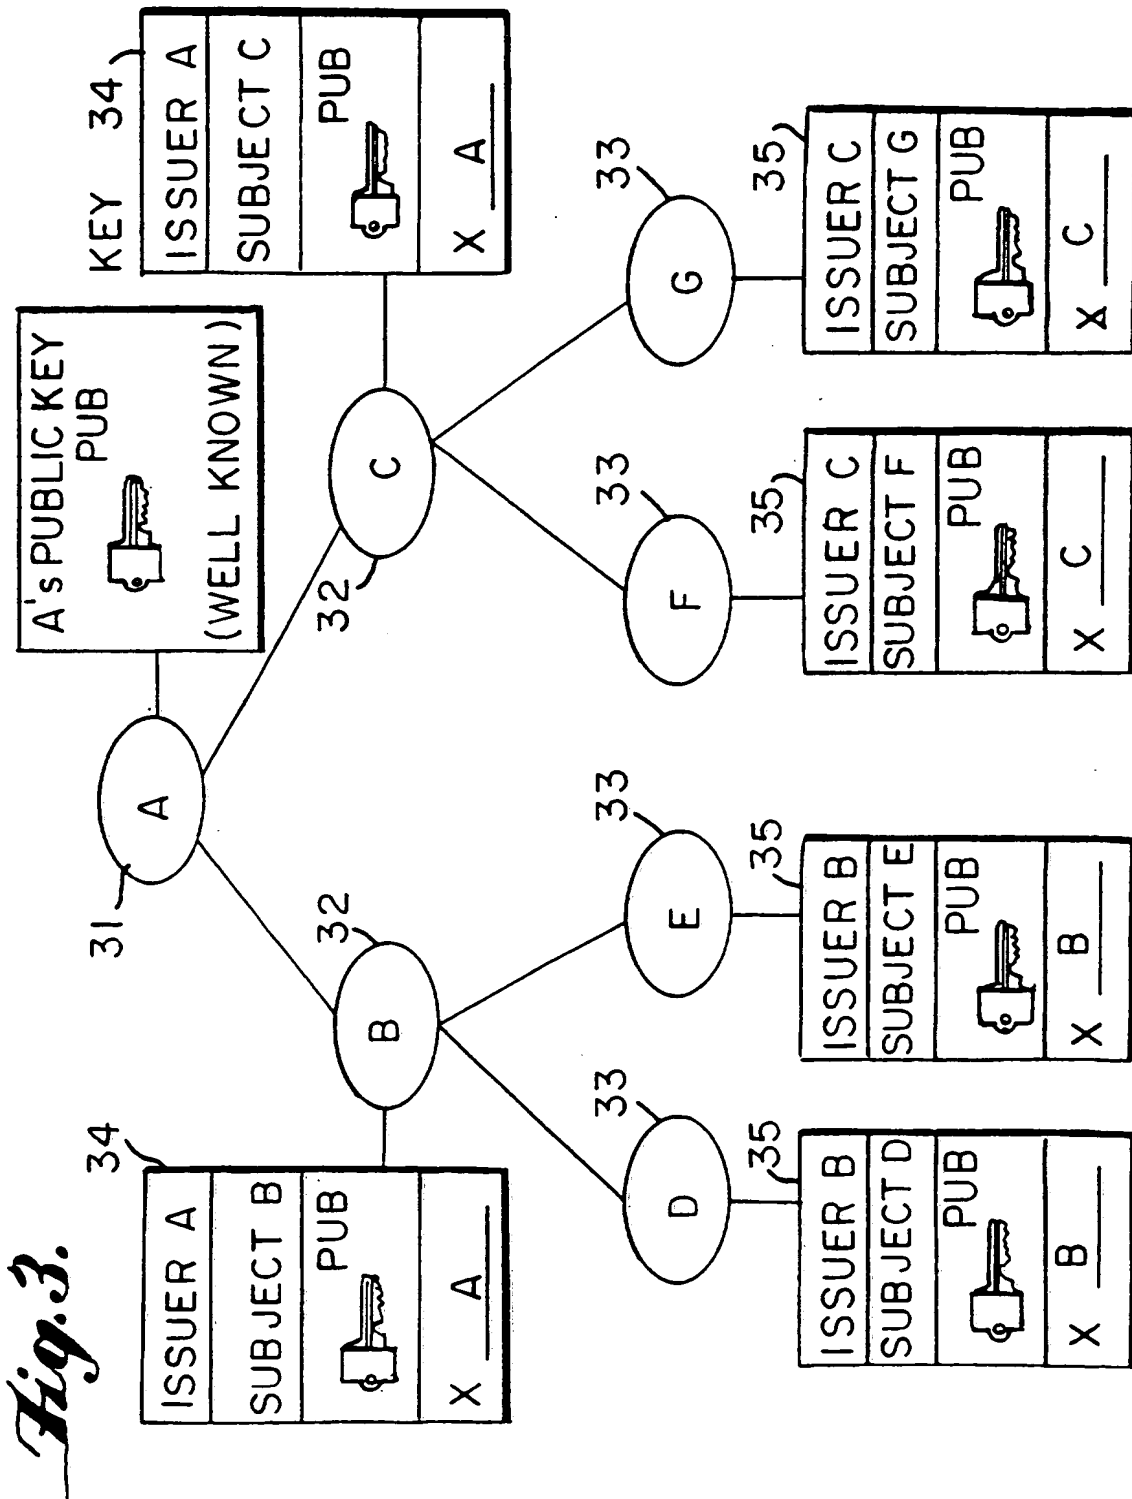 Fig. 3.
A's PUBLIC KEY
PUB
(WELL KNOWN)
31
A
34
ISSUER A
SUBJECT B
PUB
X A
32
B
KEY 34
ISSUER A
SUBJECT C
PUB
X A
32
C
33
D
33
E
33
F
33
G
35
ISSUER B
SUBJECT D
PUB
X B
35
ISSUER B
SUBJECT E
PUB
X B
35
ISSUER C
SUBJECT F
PUB
X C
35
ISSUER C
SUBJECT G
PUB
X C